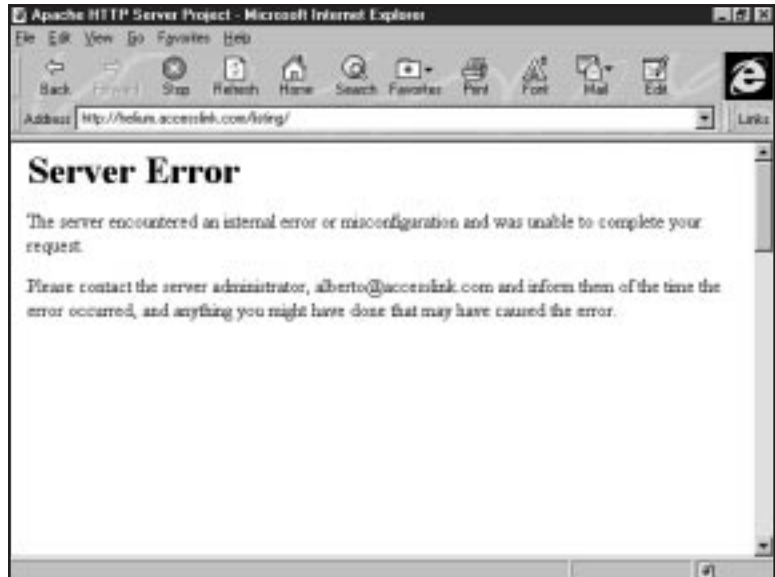 Apache HTTP Server Project - Microsoft Internet Explorer
File Edit View Go Favorites Help
Back Forward Stop Refresh Home Search Favorites Print Font Mail Edit
Address http://helium.accesslink.com/listing/ Links
Server Error
The server encountered an internal error or misconfiguration and was unable to complete your
request.
Please contact the server administrator, alberto@accesslink.com and inform them of the time the
error occurred, and anything you might have done that may have caused the error.